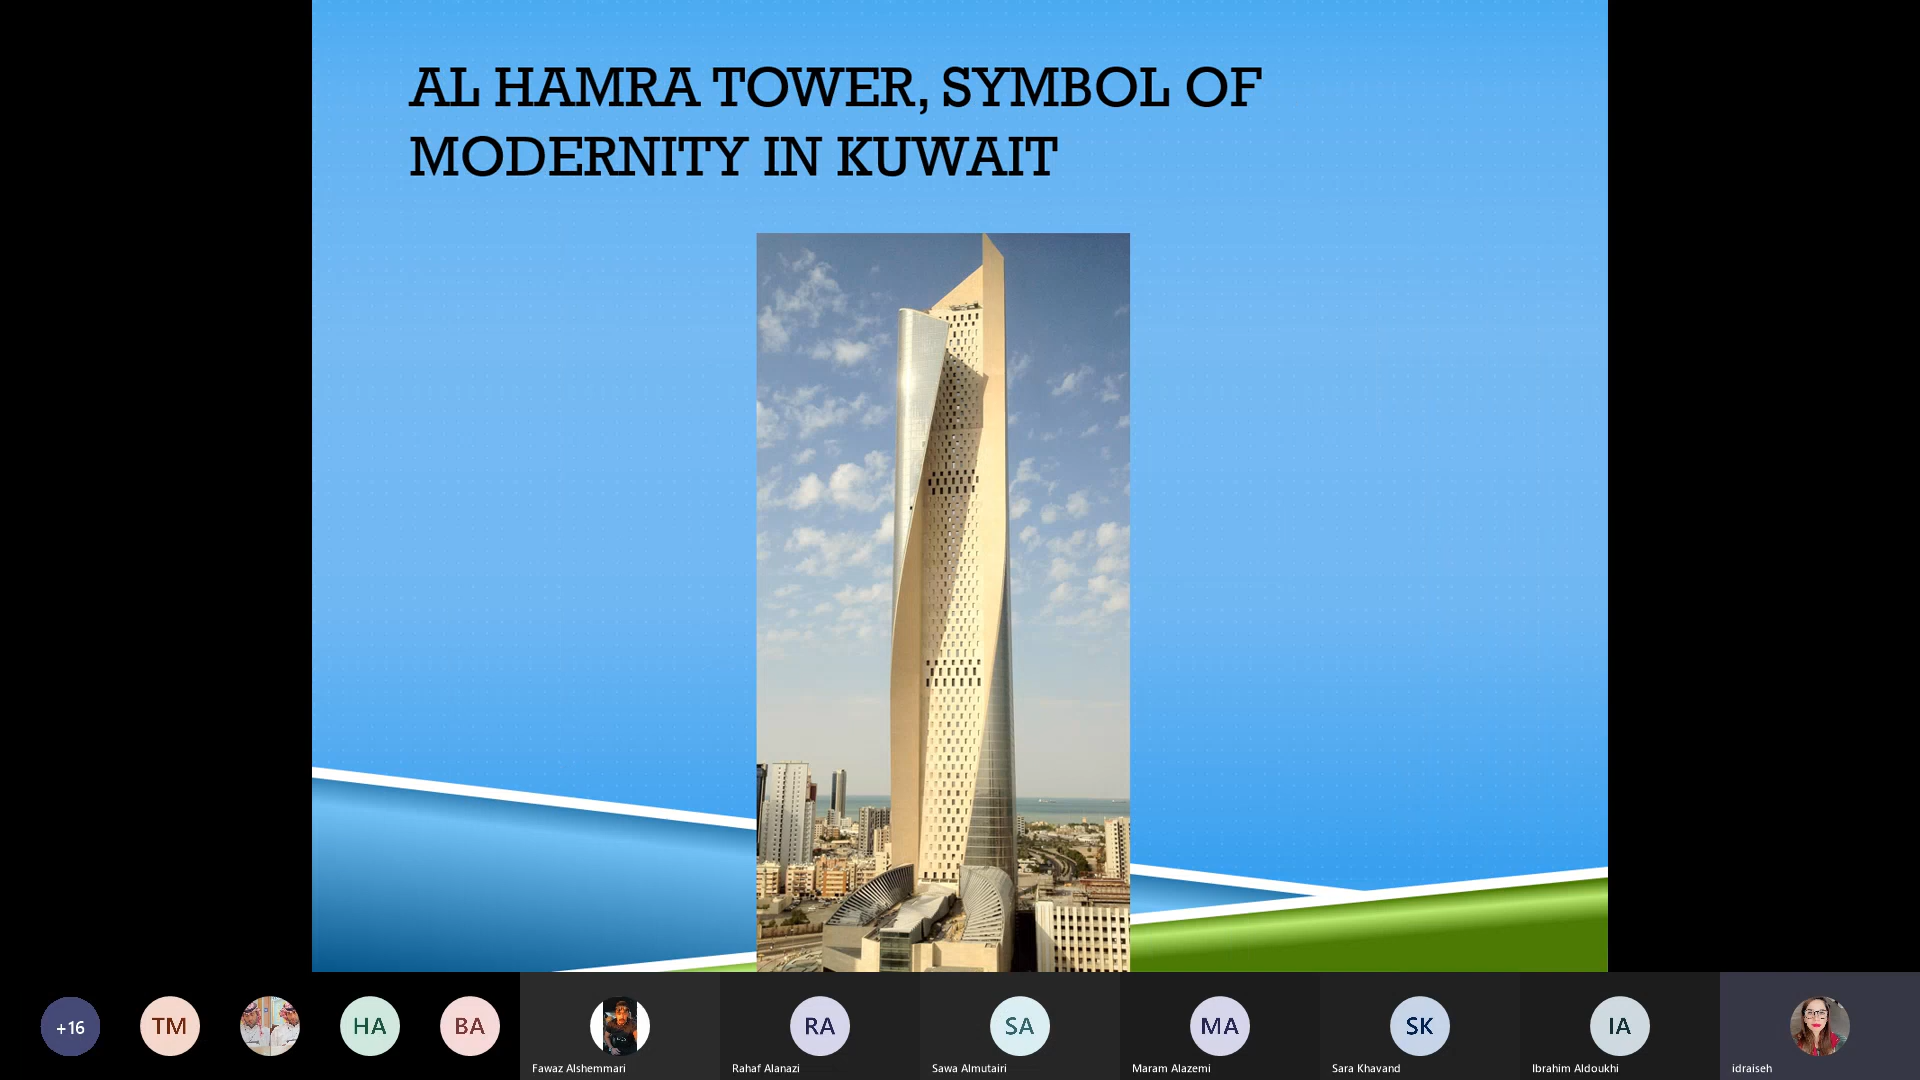 AL HAMRA TOWER, SYMBOL OF
MODERNITY IN KUWAIT
+16
TM
HA
BA
RA
SA
MA
SK
IA
Fawaz Alshemmari
Rahaf Alanazi
Sawa Almutairi
Maram Alazemi
Sara Khavand
Ibrahim Aldoukhi
idraiseh